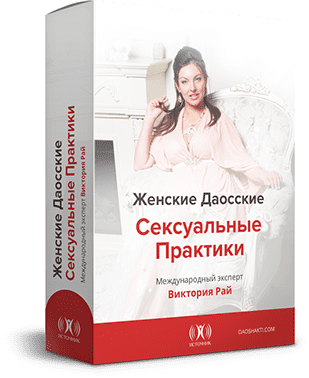 Женские Даосские
Сексуальные Практики
Международный эксперт Виктория Рай
ИСТОЧНИК
Женские Даосские
Сексуальные
Практики
Международный эксперт
Виктория Рай
ИСТОЧНИК
DAOSHAKTI.COM